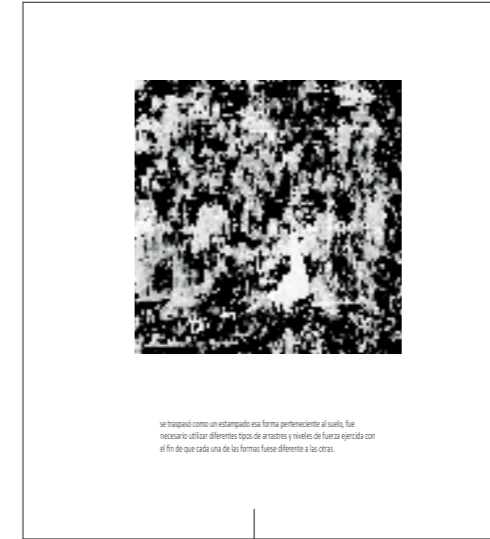 se traspasó como un estampado esa forma perteneciente al suelo, fue
necesario utilizar diferentes tipos de arrastres y niveles de fuerza ejercida con
el fin de que cada una de las formas fuese diferente a las otras.